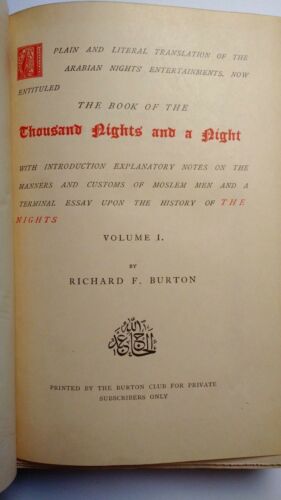 A PLAIN AND LITERAL TRANSLATION OF THE
ARABIAN NIGHTS ENTERTAINMENTS, NOW
ENTITULED
THE BOOK OF THE
Thousand Nights and a Night
WITH INTRODUCTION EXPLANATORY NOTES ON THE
MANNERS AND CUSTOMS OF MOSLEM MEN AND A
TERMINAL ESSAY UPON THE HISTORY OF THE
NIGHTS
VOLUME I.
BY
RICHARD F. BURTON
PRINTED BY THE BURTON CLUB FOR PRIVATE
SUBSCRIBERS ONLY